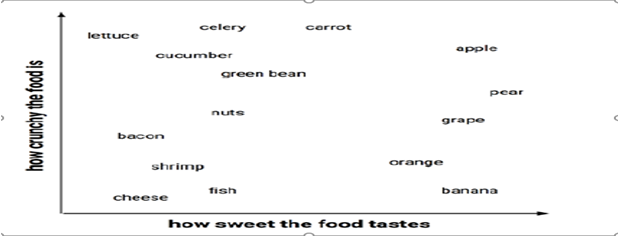 celery
carrot
lettuce
apple
cucumber
green bean
pear
nuts
grape
bacon
orange
shrimp
fish
banana
cheese
how crunchy the food is
how sweet the food tastes